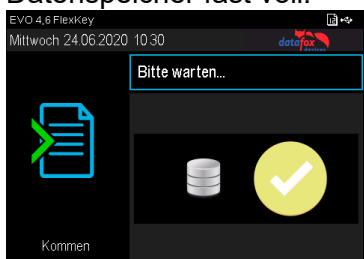 Datenspeicher fast voll.
EVO 4,6 FlexKey
Mittwoch 24.06.2020 10:30
datafox
devices
Bitte warten...
Kommen